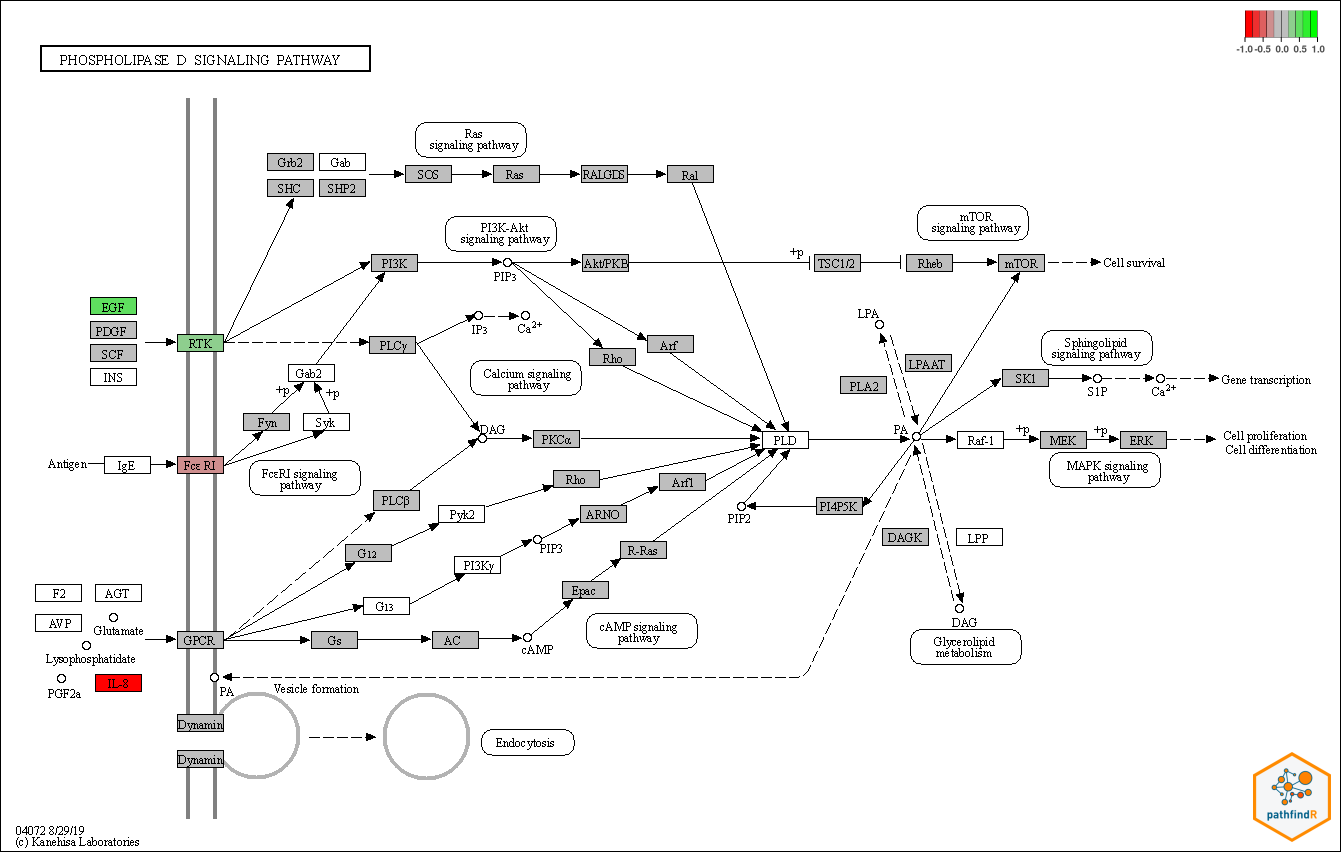 -1.0 -0.5 0.0 0.5 1.0
PHOSPHOLIPASE D SIGNALING PATHWAY
Ras
signaling pathway
Grb2
Gab
SHC
SHP2
SOS
Ras
RALGDS
Ral
PI3K-Akt
signaling pathway
mTOR
signaling pathway
PI3K
PIP3
Akt/PKB
+p
TSC1/2
Rheb
mTOR
Cell survival
EGF
PDGF
SCF
INS
RTK
PLCγ
IP3
Ca2+
Rho
Arf
LPA
LPAAT
PLA2
Sphingolipid
signaling pathway
SK1
S1P
Ca2+
Gene transcription
Gab2
+p
+p
Calcium signaling
pathway
Fyn
Syk
DAG
PKCα
PLD
PA
Raf-1
+p
MEK
+p
ERK
Cell proliferation
Cell differentiation
MAPK signaling
pathway
Antigen
IgE
FcεRI
FcεRI signaling
pathway
PLCβ
Rho
Arf1
Pyk2
ARNO
PIP2
PI4P5K
G12
PIP3
R-Ras
DAGK
LPP
PI3Kγ
Epac
F2
AGT
G13
AVP
Glutamate
GPCR
Gs
AC
cAMP
cAMP signaling
pathway
DAG
Glycerolipid
metabolism
Lysophosphatidate
PGF2a
IL-8
PA
Vesicle formation
Dynamin
Dynamin
Endocytosis
04072 8/29/19
(c) Kanehisa Laboratories
pathfindR